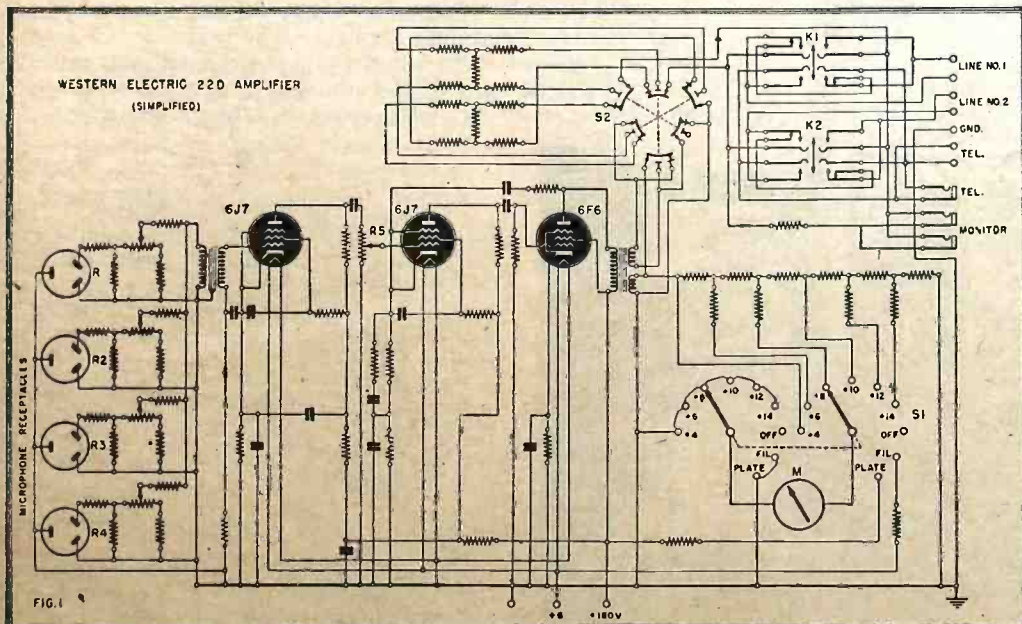 WESTERN ELECTRIC 22D AMPLIFIER
(SIMPLIFIED)
K1
LINE NO.1
LINE NO.2
S2
K2
GND.
TEL.
TEL.
MONITOR
6J7
R5
6J7
6F6
R
R2
R3
R4
MICROPHONE RECEPTACLES
+4
+6
+8
+10
+12
+14
OFF
FIL
PLATE
M
+4
+6
+8
+10
+12
+14
OFF
S1
FIL
PLATE
FIG.1
+6
+180V